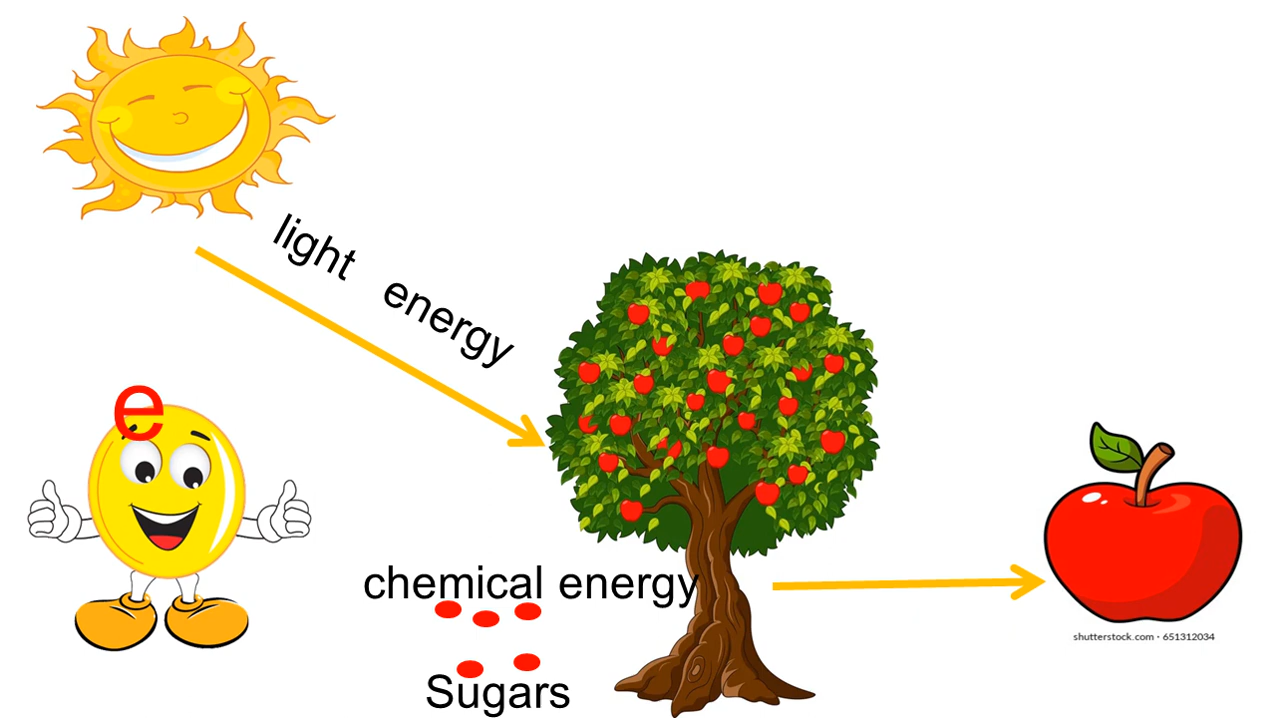 light energy
e
chemical energy
Sugars
shutterstock.com · 651312034